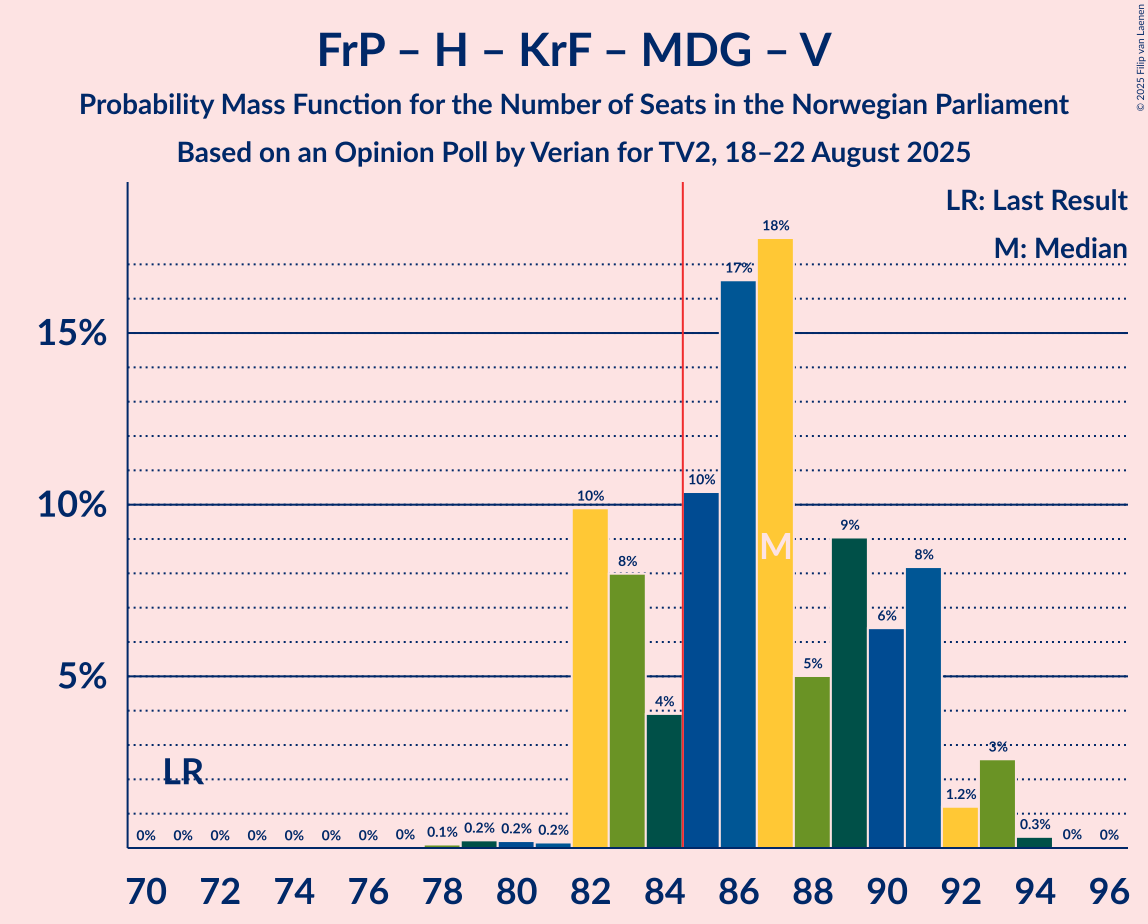 FrP – H – KrF – MDG – V
Probability Mass Function for the Number of Seats in the Norwegian Parliament
Based on an Opinion Poll by Verian for TV2, 18–22 August 2025
© 2025 Filip van Laenen
LR: Last Result
M: Median
15%
10%
5%
LR
M
0% 0% 0% 0% 0% 0% 0% 0% 0.1% 0.2% 0.2% 0.2% 10% 8% 4% 10% 17% 18% 5% 9% 6% 8% 1.2% 3% 0.3% 0% 0%
70 72 74 76 78 80 82 84 86 88 90 92 94 96